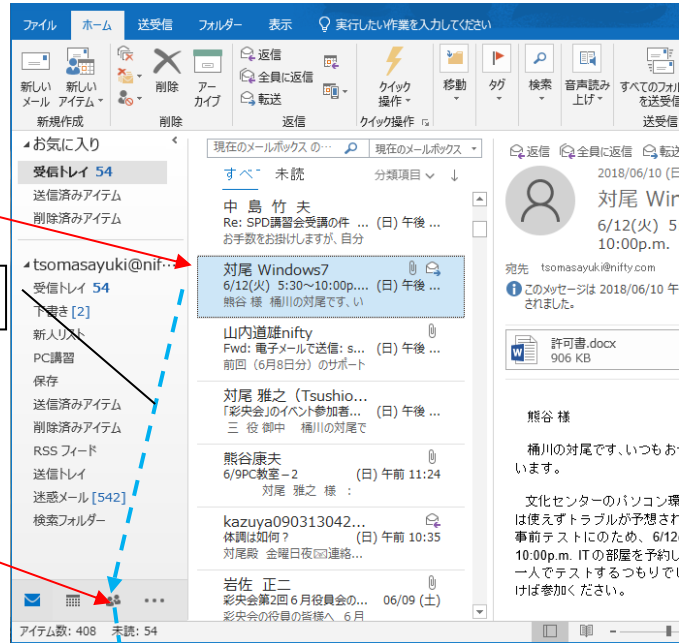 ファイル ホーム 送受信 フォルダー 表示 実行したい作業を入力してください
新しい メール
新しい アイテム
削除
アー カイブ
返信
全員に返信
転送
クイック 操作
移動
タグ
検索
音声読み 上げ
すべてのフォル を送受信
新規作成 削除 返信 クイック操作 送受信
お気に入り
受信トレイ 54
送信済みアイテム
削除済みアイテム
tsomasayuki@nif…
受信トレイ 54
下書き [2]
新人リスト
PC講習
保存
送信済みアイテム
削除済みアイテム
RSS フィード
送信トレイ
迷惑メール [542]
検索フォルダー
現在のメールボックス の… 現在のメールボックス
すべて 未読 分類項目 ↓
中 島 竹 夫
Re: SPD講習会受講の件 ... (日) 午後 ...
お手数をお掛けしますが、自分
対尾 Windows7
6/12(火) 5:30～10:00p.... (日) 午後 ...
熊谷 様 桶川の対尾です、い
山内道雄nifty
Fwd: 電子メールで送信: s... (日) 午後 ...
前回（6月8日分）のサポート
対尾 雅之（Tsushio...
「彩央会」のイベント参加者... (日) 午後 ...
三 役 御中 桶川の対尾で
熊谷康夫
6/9PC教室－2 (日) 午前 11:24
対尾 雅之 様 ：
kazuya090313042...
体調は如何？ (日) 午前 10:35
対尾殿 金曜日夜✉連絡...
岩佐 正二
彩央会第2回６月役員会の... 06/09 (土)
彩央会の役員の皆様へ ６月
返信 全員に返信 転送
2018/06/10 (日
対尾 Win
6/12(火) 5
10:00p.m.
宛先 tsomasayuki@nifty.com
このメッセージは 2018/06/10 午
されました。
許可書.docx
906 KB
熊谷 様
桶川の対尾です、いつもお
います。
文化センターのパソコン環
は使えずトラブルが予想され
事前テストにのため、6/12(
10:00p.m. ITの部屋を予約し
一人でテストするつもりでし
けば参加ください。
アイテム数: 408 未読: 54